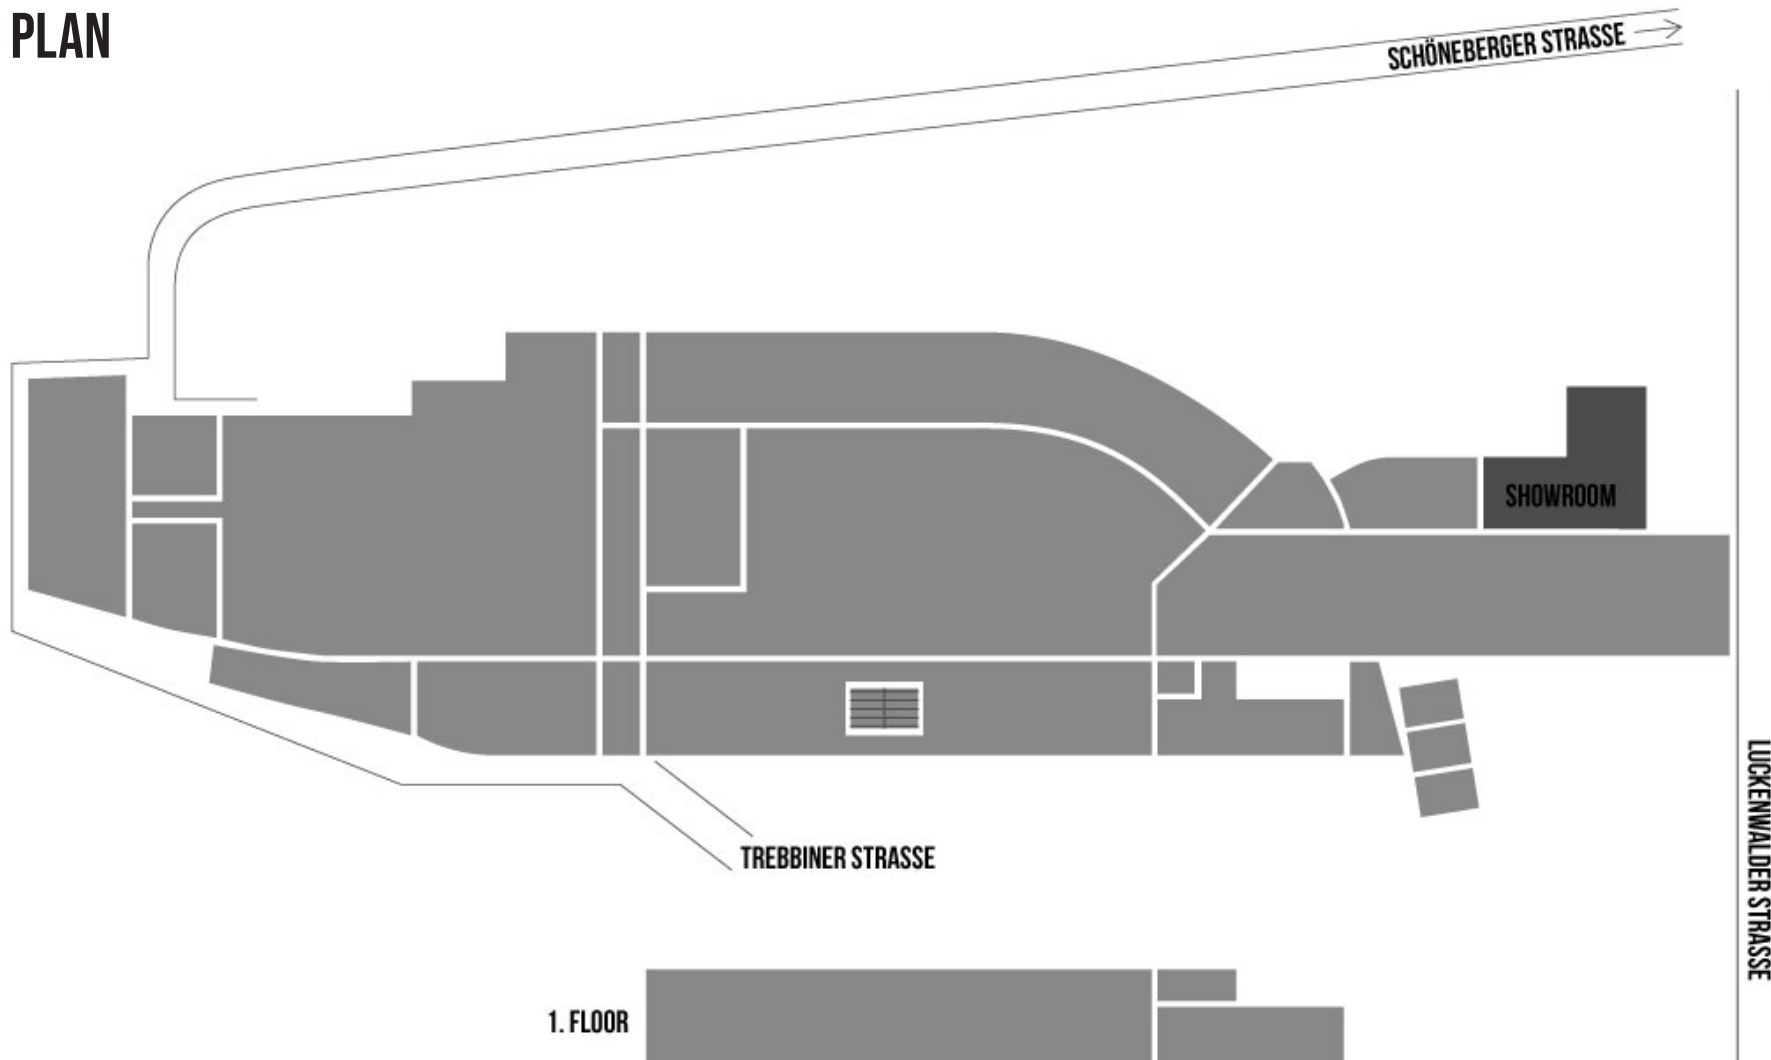 PLAN
SCHÖNEBERGER STRASSE
SHOWROOM
TREBBINER STRASSE
LUCKENWALDER STRASSE
1. FLOOR